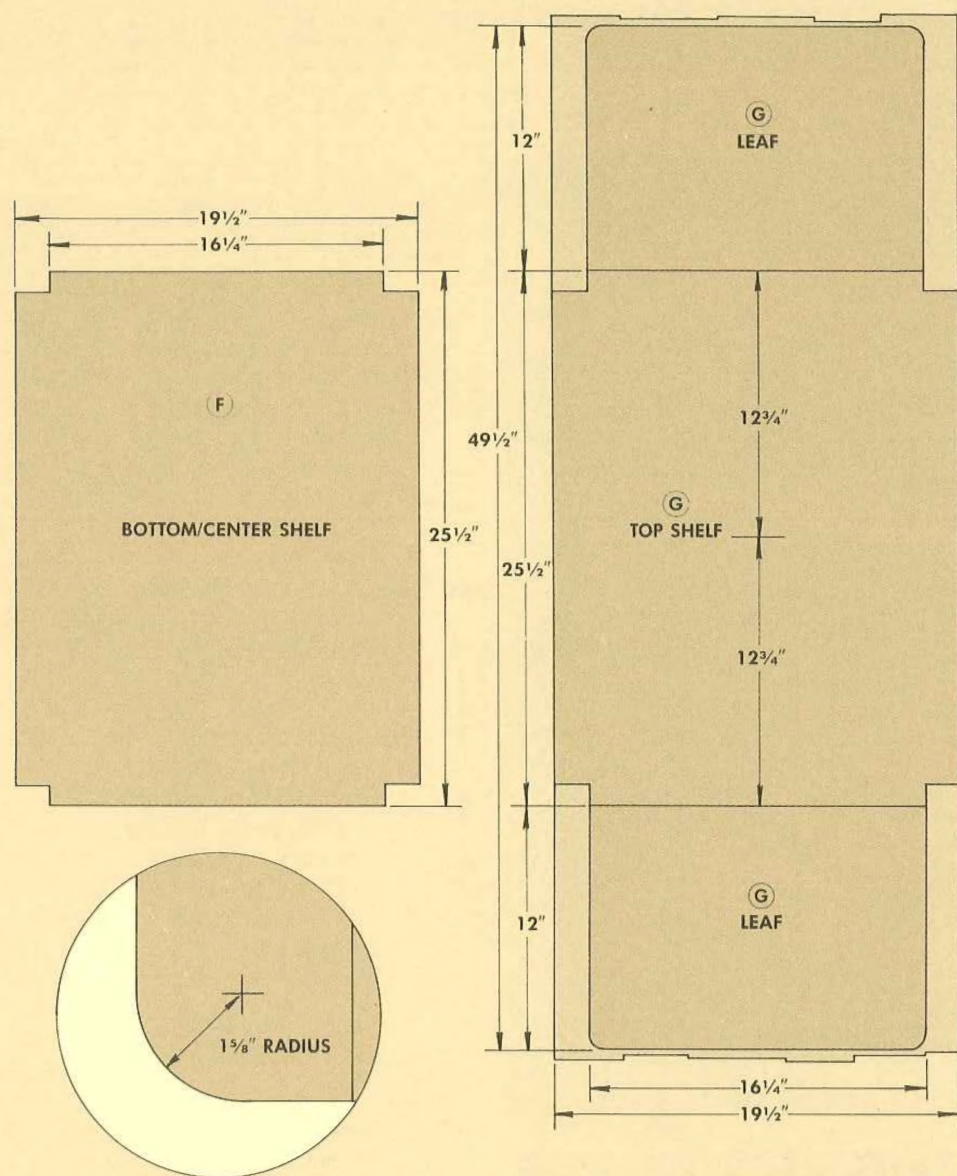 19½"
16¼"
F
BOTTOM/CENTER SHELF
25½"
1⅝" RADIUS
G
LEAF
12"
49½"
12¾"
G
TOP SHELF
25½"
12¾"
G
LEAF
12"
16¼"
19½"